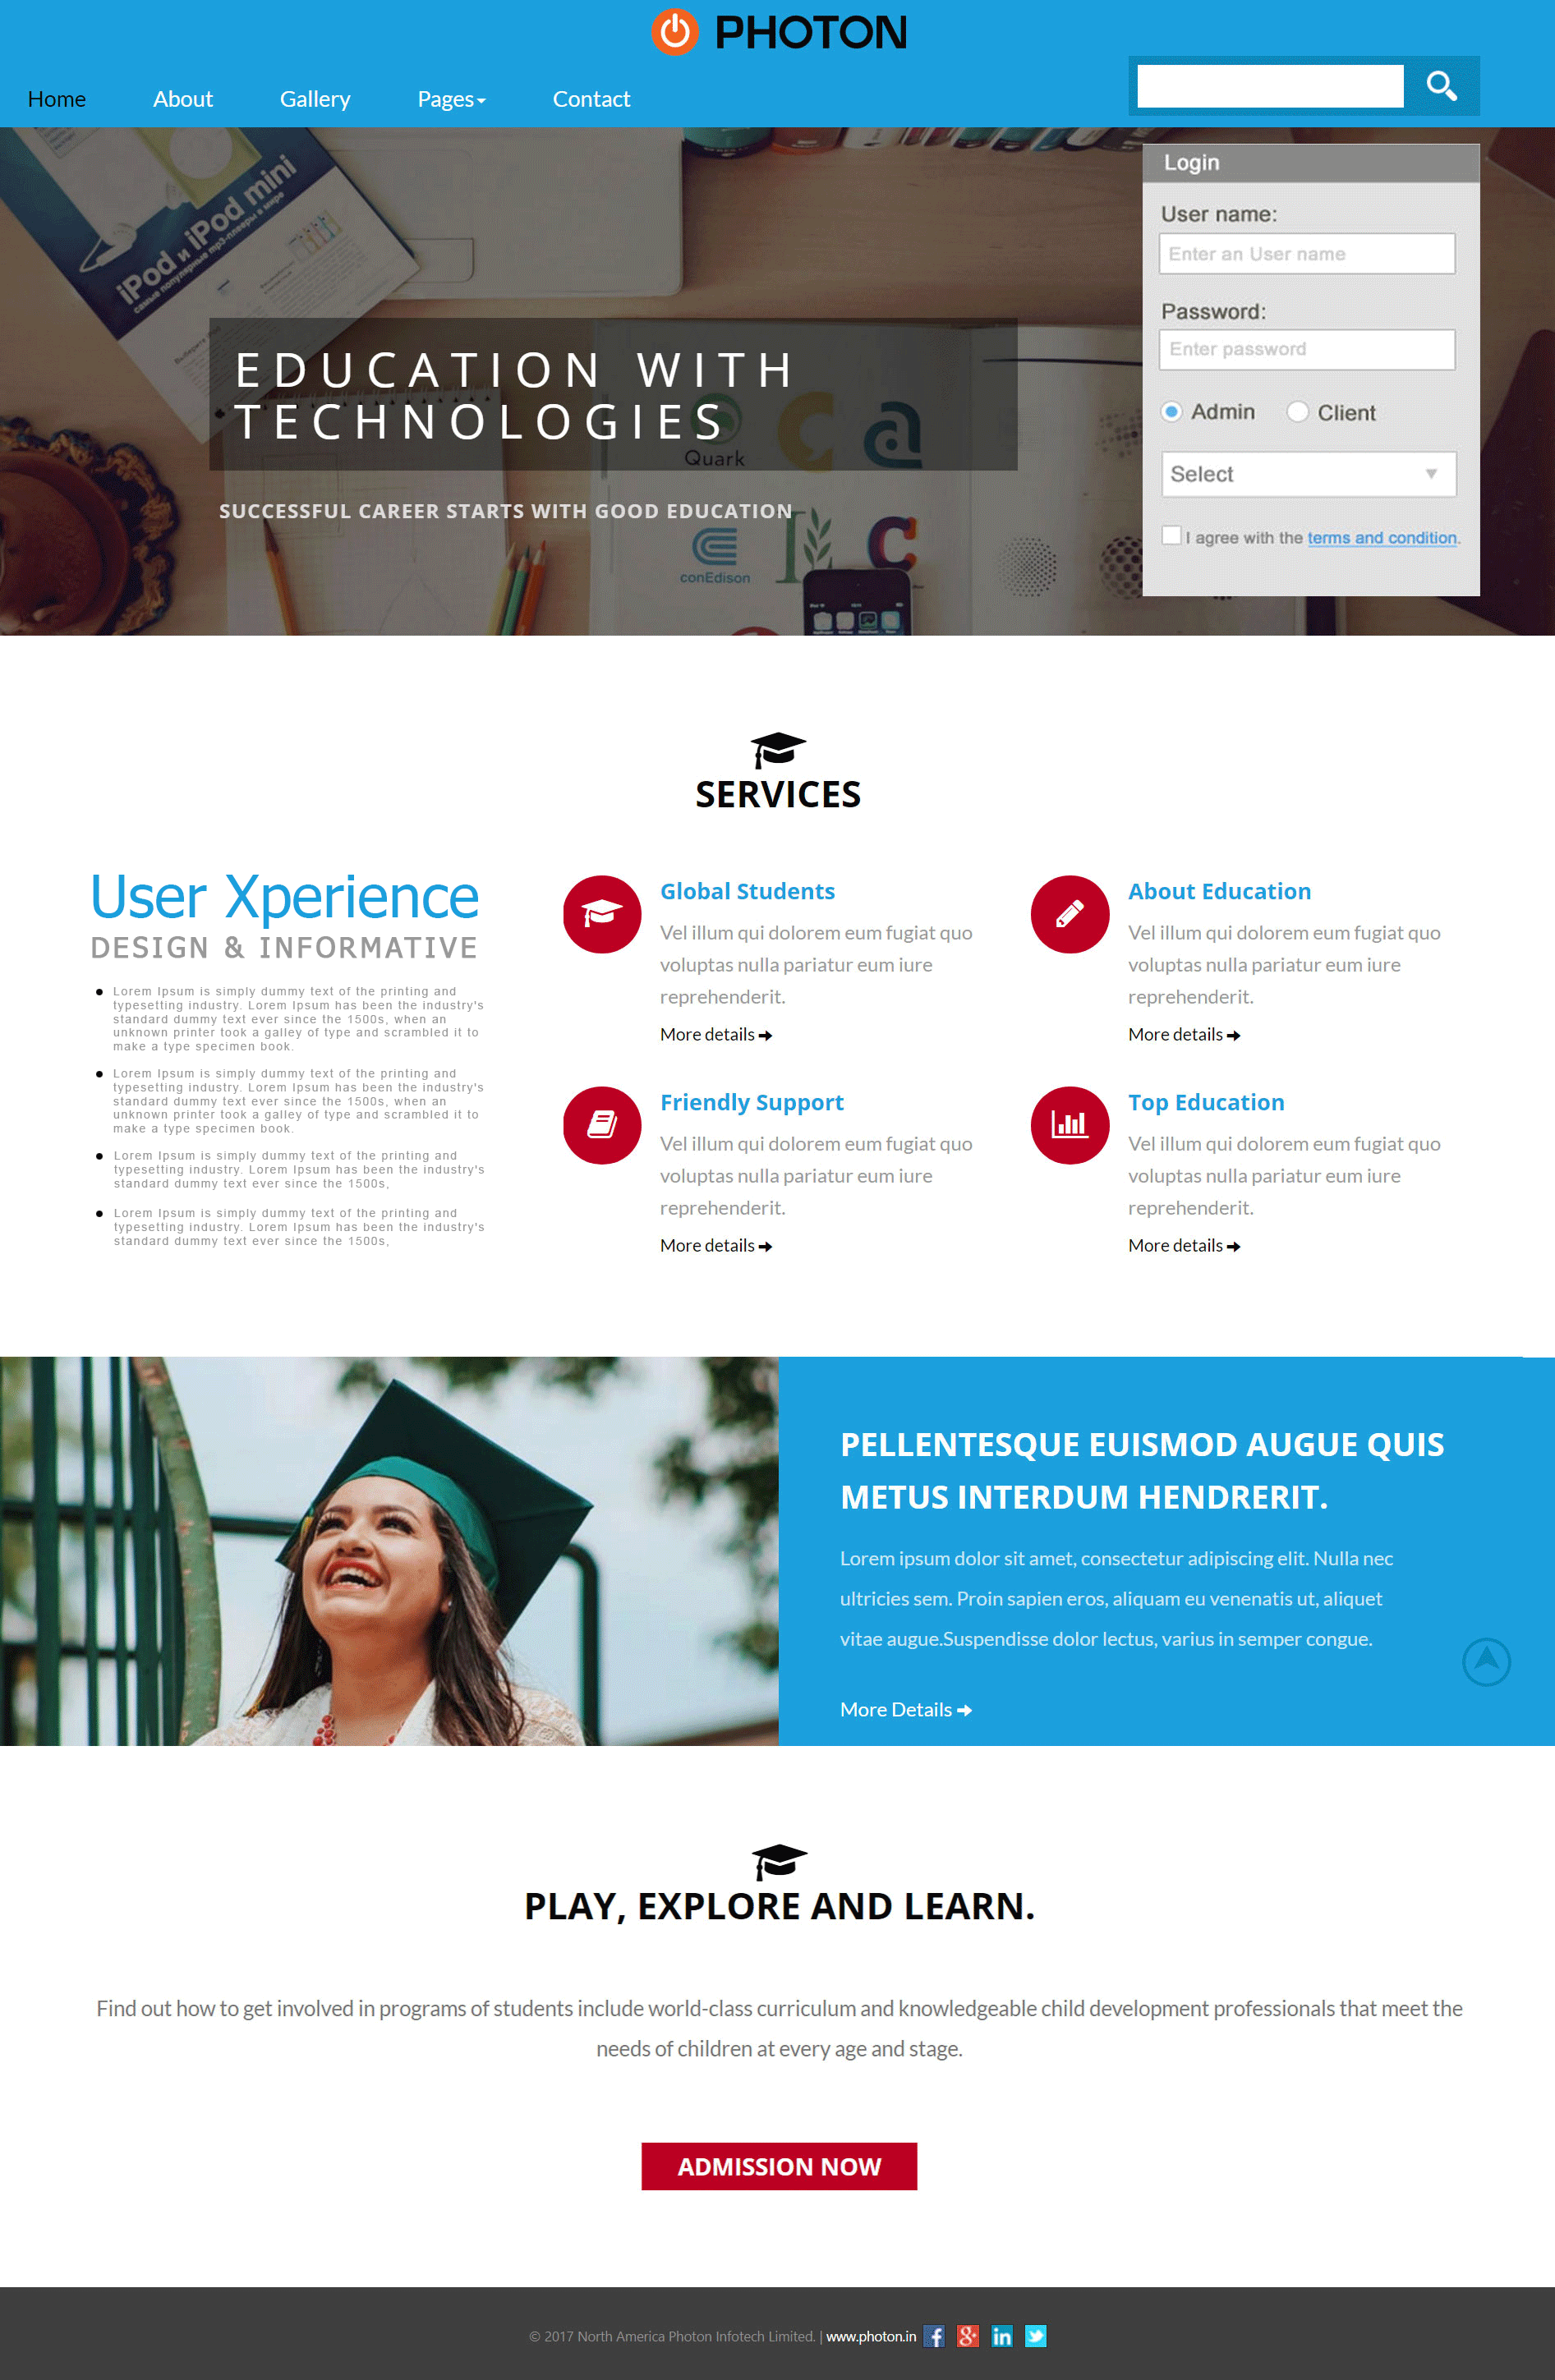 PHOTON
Home About Gallery Pages Contact
iPod и iPod mini
самые популярные mp3-плееры в мире
Login
User name:
Enter an User name
Password:
Enter password
Admin Client
Select
I agree with the terms and condition.
EDUCATION WITH
TECHNOLOGIES
Quark
SUCCESSFUL CAREER STARTS WITH GOOD EDUCATION
conEdison
SERVICES
User Xperience
DESIGN & INFORMATIVE
Lorem Ipsum is simply dummy text of the printing and
typesetting industry. Lorem Ipsum has been the industry's
standard dummy text ever since the 1500s, when an
unknown printer took a galley of type and scrambled it to
make a type specimen book.
Lorem Ipsum is simply dummy text of the printing and
typesetting industry. Lorem Ipsum has been the industry's
standard dummy text ever since the 1500s, when an
unknown printer took a galley of type and scrambled it to
make a type specimen book.
Lorem Ipsum is simply dummy text of the printing and
typesetting industry. Lorem Ipsum has been the industry's
standard dummy text ever since the 1500s,
Lorem Ipsum is simply dummy text of the printing and
typesetting industry. Lorem Ipsum has been the industry's
standard dummy text ever since the 1500s,
Global Students
Vel illum qui dolorem eum fugiat quo
voluptas nulla pariatur eum iure
reprehenderit.
More details
About Education
Vel illum qui dolorem eum fugiat quo
voluptas nulla pariatur eum iure
reprehenderit.
More details
Friendly Support
Vel illum qui dolorem eum fugiat quo
voluptas nulla pariatur eum iure
reprehenderit.
More details
Top Education
Vel illum qui dolorem eum fugiat quo
voluptas nulla pariatur eum iure
reprehenderit.
More details
PELLENTESQUE EUISMOD AUGUE QUIS
METUS INTERDUM HENDRERIT.
Lorem ipsum dolor sit amet, consectetur adipiscing elit. Nulla nec
ultricies sem. Proin sapien eros, aliquam eu venenatis ut, aliquet
vitae augue.Suspendisse dolor lectus, varius in semper congue.
More Details
PLAY, EXPLORE AND LEARN.
Find out how to get involved in programs of students include world-class curriculum and knowledgeable child development professionals that meet the
needs of children at every age and stage.
ADMISSION NOW
© 2017 North America Photon Infotech Limited. | www.photon.in